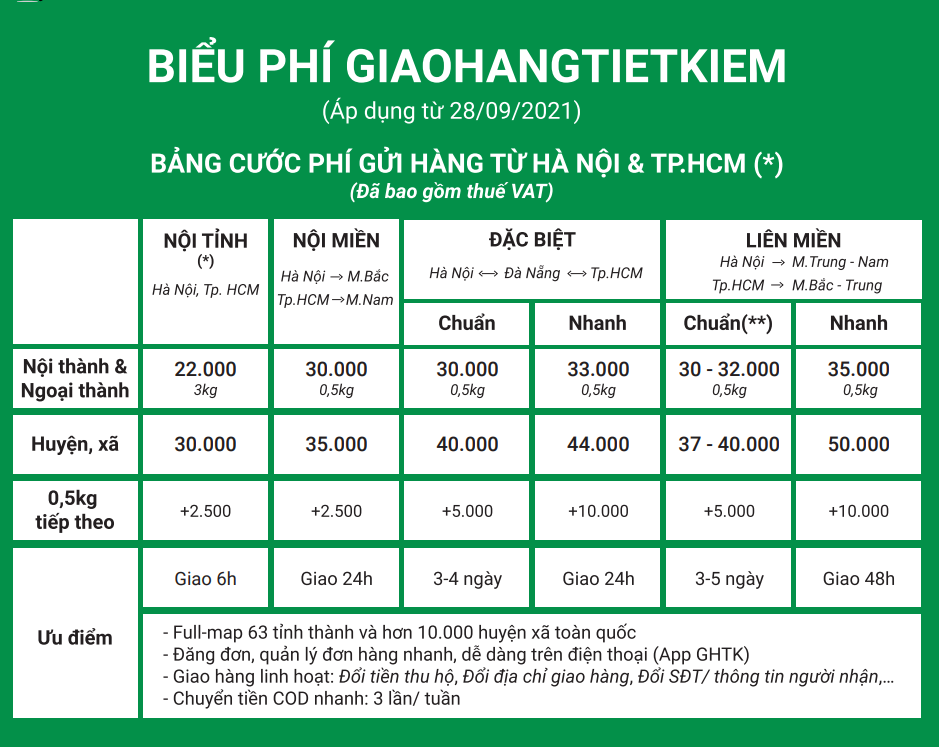 BIỂU PHÍ GIAOHANGTIETKIEM
(Áp dụng từ 28/09/2021)
BẢNG CƯỚC PHÍ GỬI HÀNG TỪ HÀ NỘI & TP.HCM (*)
(Đã bao gồm thuế VAT)
NỘI TỈNH
(*)
Hà Nội, Tp. HCM
NỘI MIỀN
Hà Nội → M.Bắc
Tp.HCM→M.Nam
ĐẶC BIỆT
Hà Nội ⟷ Đà Nẵng ⟷ Tp.HCM
LIÊN MIỀN
Hà Nội → M.Trung - Nam
Tp.HCM → M.Bắc - Trung
Chuẩn
Nhanh
Chuẩn(**)
Nhanh
Nội thành &
Ngoại thành
22.000
3kg
30.000
0,5kg
30.000
0,5kg
33.000
0,5kg
30 - 32.000
0,5kg
35.000
0,5kg
Huyện, xã
30.000
35.000
40.000
44.000
37 - 40.000
50.000
0,5kg
tiếp theo
+2.500
+2.500
+5.000
+10.000
+5.000
+10.000
Ưu điểm
Giao 6h
Giao 24h
3-4 ngày
Giao 24h
3-5 ngày
Giao 48h
- Full-map 63 tỉnh thành và hơn 10.000 huyện xã toàn quốc
- Đăng đơn, quản lý đơn hàng nhanh, dễ dàng trên điện thoại (App GHTK)
- Giao hàng linh hoạt: Đổi tiền thu hộ, Đổi địa chỉ giao hàng, Đổi SĐT/ thông tin người nhận,...
- Chuyển tiền COD nhanh: 3 lần/ tuần